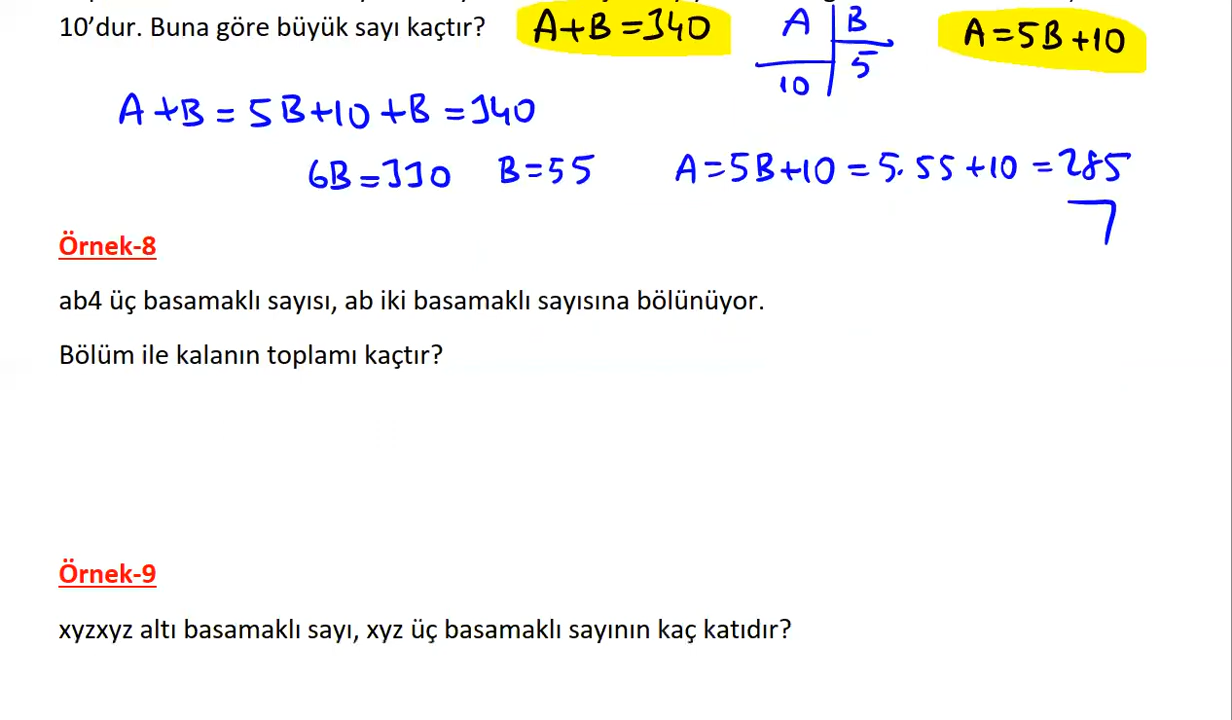 10’dur. Buna göre büyük sayı kaçtır? A+B=340 A B 5 10 A=5B+10
A+B=5B+10+B=340
6B=330 B=55 A=5B+10=5.55+10=285
Örnek-8
ab4 üç basamaklı sayısı, ab iki basamaklı sayısına bölünüyor.
Bölüm ile kalanın toplamı kaçtır?
Örnek-9
xyzxyz altı basamaklı sayı, xyz üç basamaklı sayının kaç katıdır?